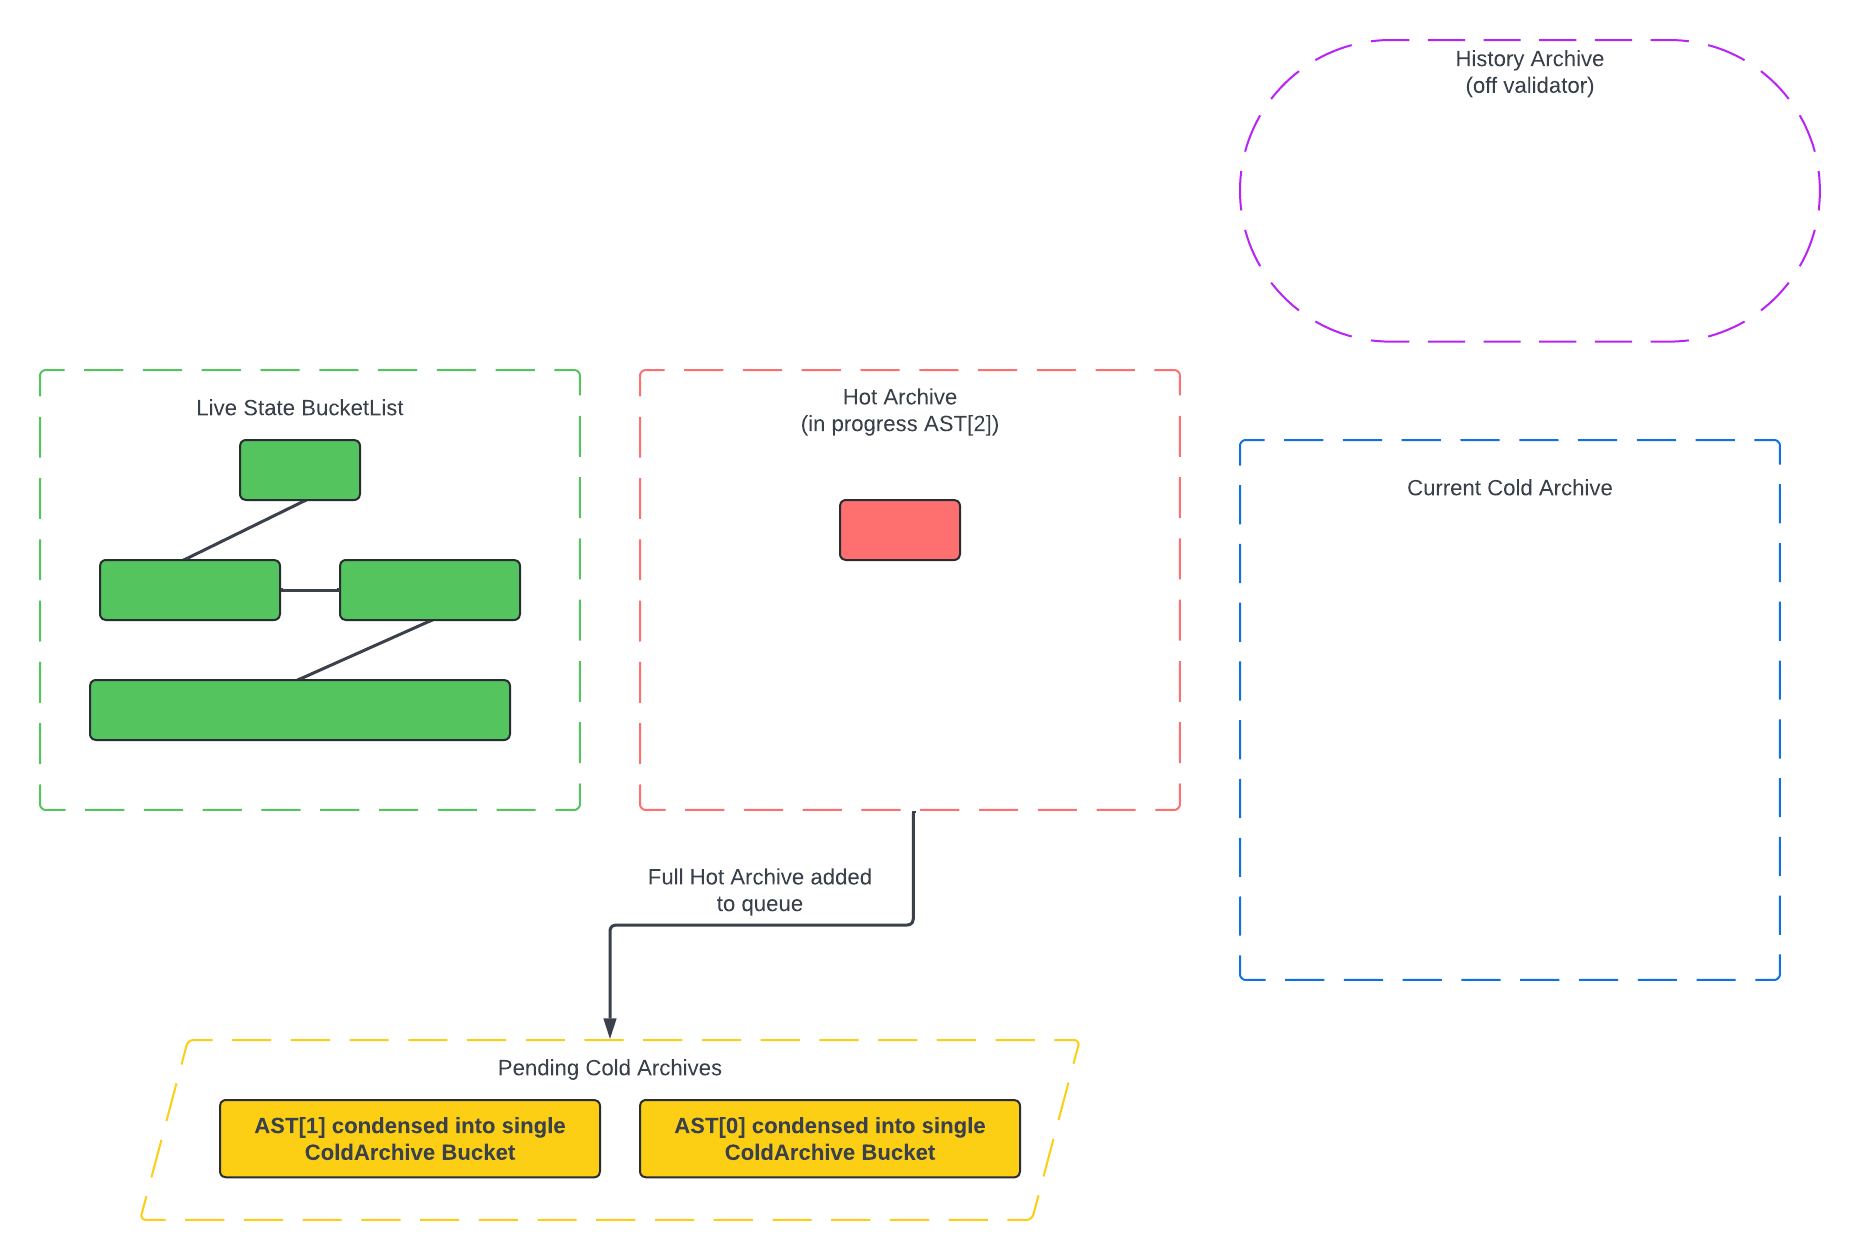 History Archive
(off validator)
Live State BucketList
Hot Archive
(in progress AST[2])
Current Cold Archive
Full Hot Archive added
to queue
Pending Cold Archives
AST[1] condensed into single
ColdArchive Bucket
AST[0] condensed into single
ColdArchive Bucket